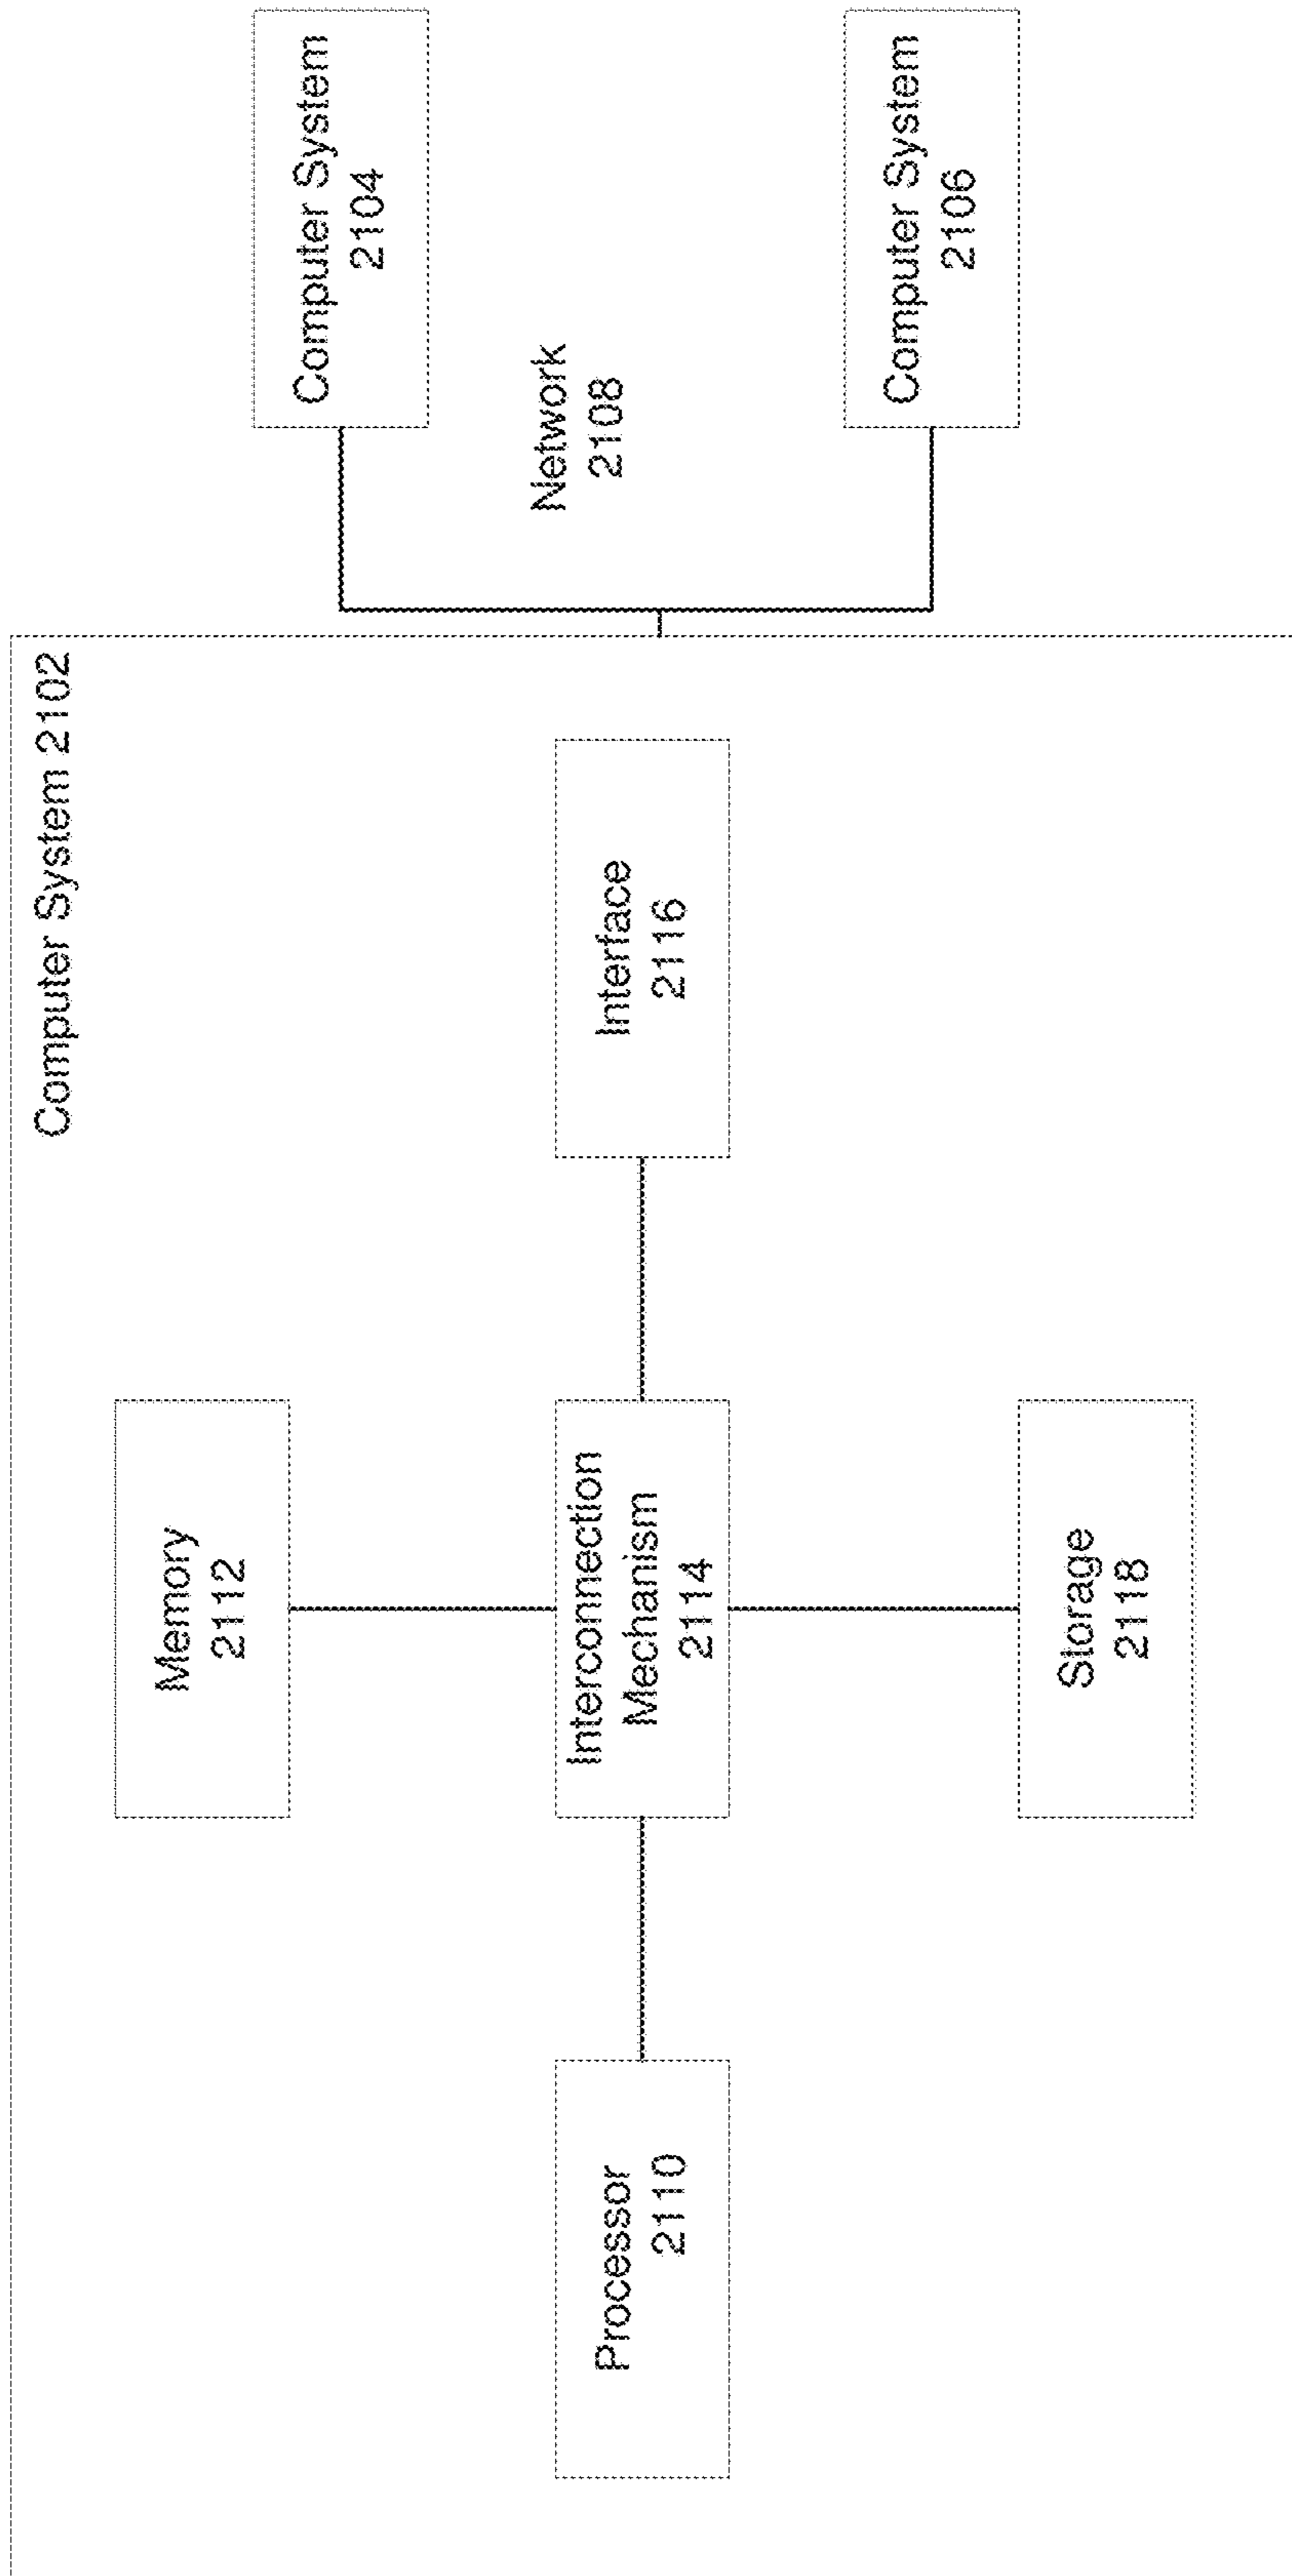 Computer System 2102
Memory
2112
Processor
2110
Interconnection
Mechanism
2114
Interface
2116
Storage
2118
Computer System
2104
Network
2108
Computer System
2106